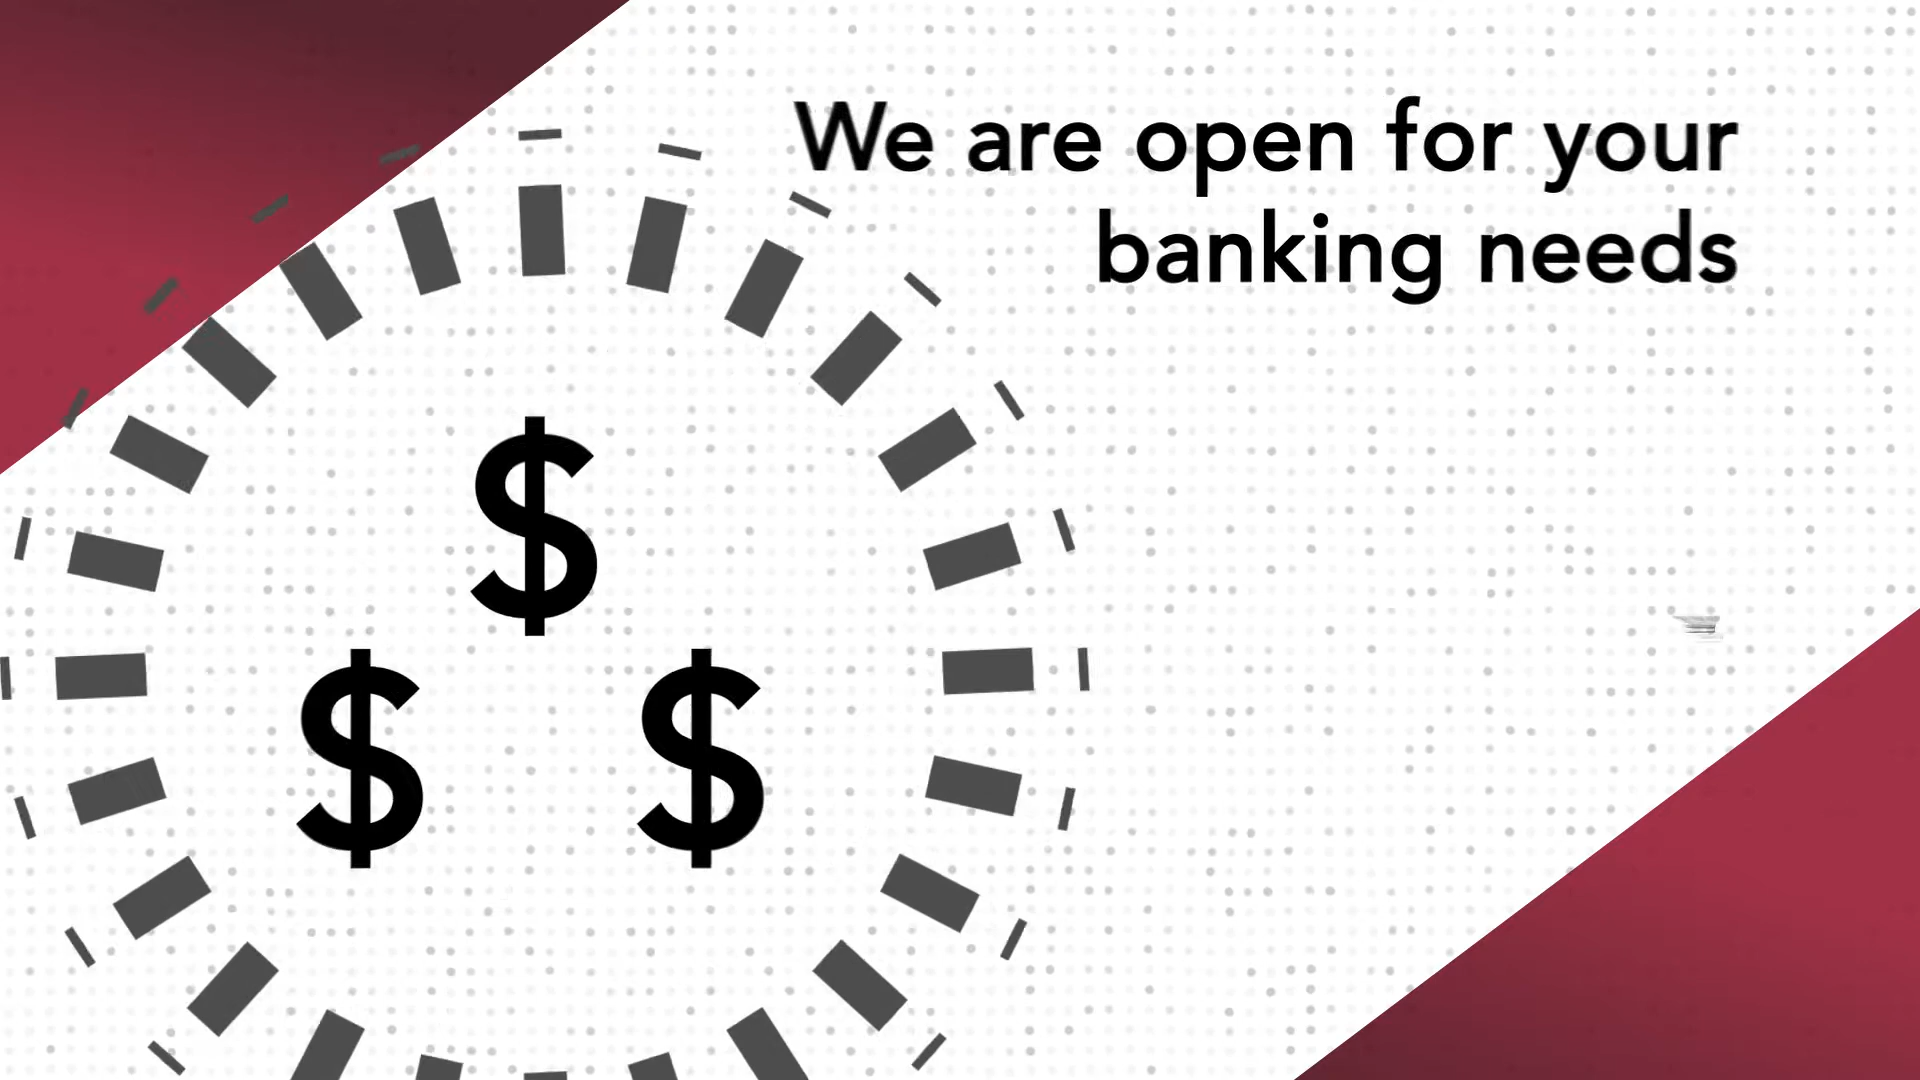 We are open for your
banking needs
$
$ $